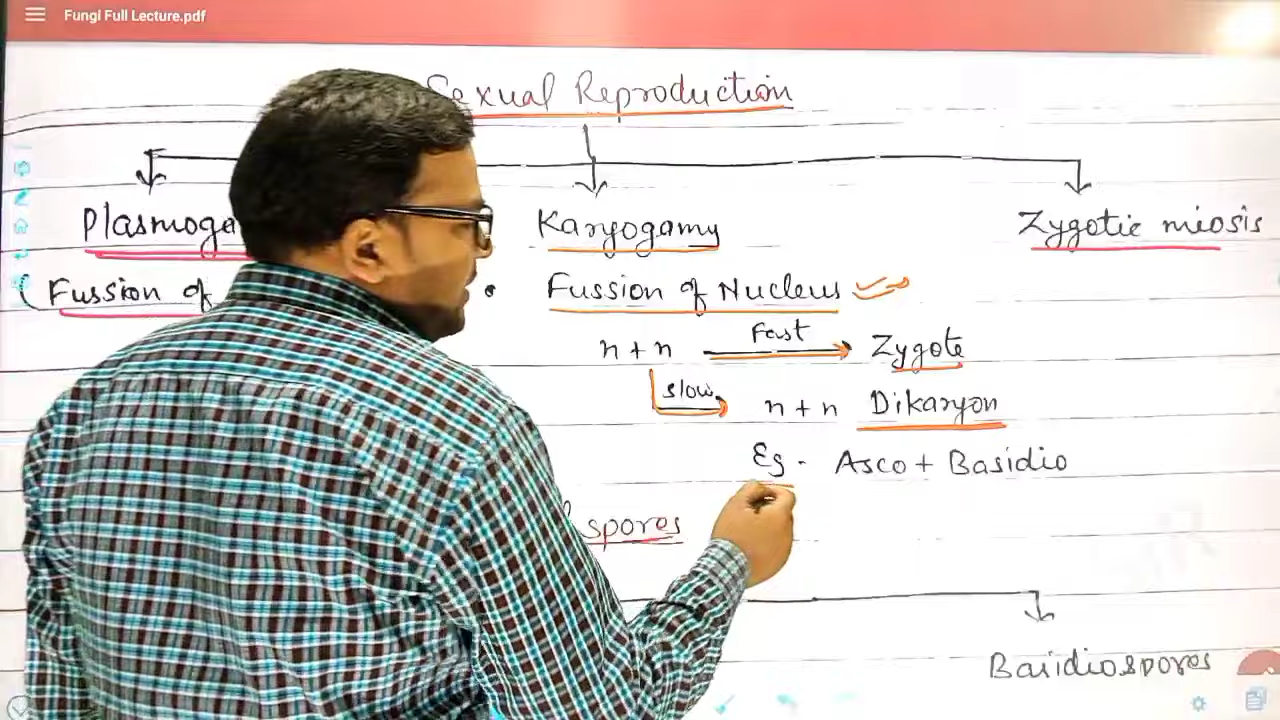 Fungi Full Lecture.pdf
Sexual Reproduction
Plasmoga Karyogamy Zygotic miosis
(Fussion of • Fussion of Nucleus
n + n Fast Zygote
slow n + n Dikaryon
Eg - Asco + Basidio
spores
Basidiospores